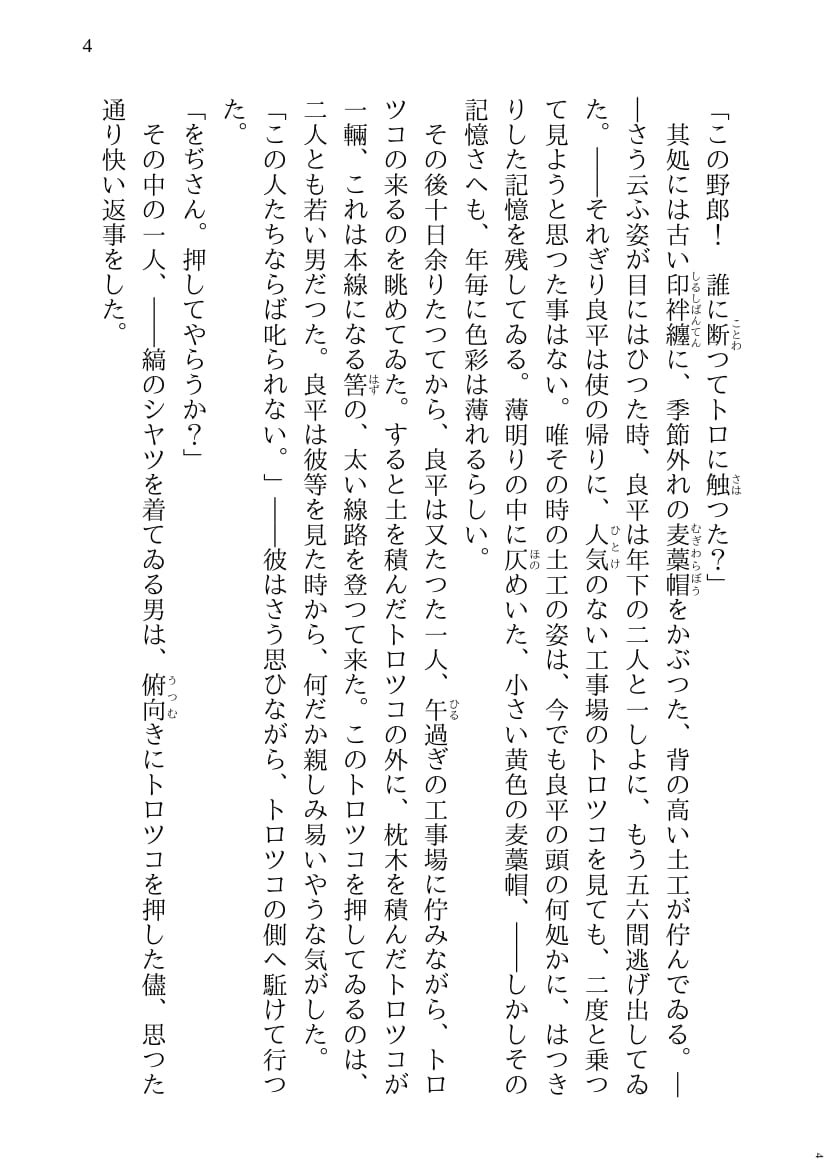 4
「この野郎！　誰に断つてトロに触つた？」
　其処には古い印袢纏に、季節外れの麦藁帽をかぶつた、背の高い土工が佇んでゐる。―
―さう云ふ姿が目にはひつた時、良平は年下の二人と一しよに、もう五六間逃げ出してゐ
た。――それぎり良平は使の帰りに、人気のない工事場のトロツコを見ても、二度と乗つ
て見ようと思つた事はない。唯その時の土工の姿は、今でも良平の頭の何処かに、はつき
りした記憶を残してゐる。薄明りの中に仄めいた、小さい黄色の麦藁帽、――しかしその
記憶さへも、年毎に色彩は薄れるらしい。
　その後十日余りたつてから、良平は又たつた一人、午過ぎの工事場に佇みながら、トロ
ツコの来るのを眺めてゐた。すると土を積んだトロツコの外に、枕木を積んだトロツコが
一輛、これは本線になる筈の、太い線路を登つて来た。このトロツコを押してゐるのは、
二人とも若い男だつた。良平は彼等を見た時から、何だか親しみ易いやうな気がした。
「この人たちならば叱られない。」――彼はさう思ひながら、トロツコの側へ駈けて行つ
た。
「をぢさん。押してやらうか？」
　その中の一人、――縞のシヤツを着てゐる男は、俯向きにトロツコを押した儘、思つた
通り快い返事をした。
4